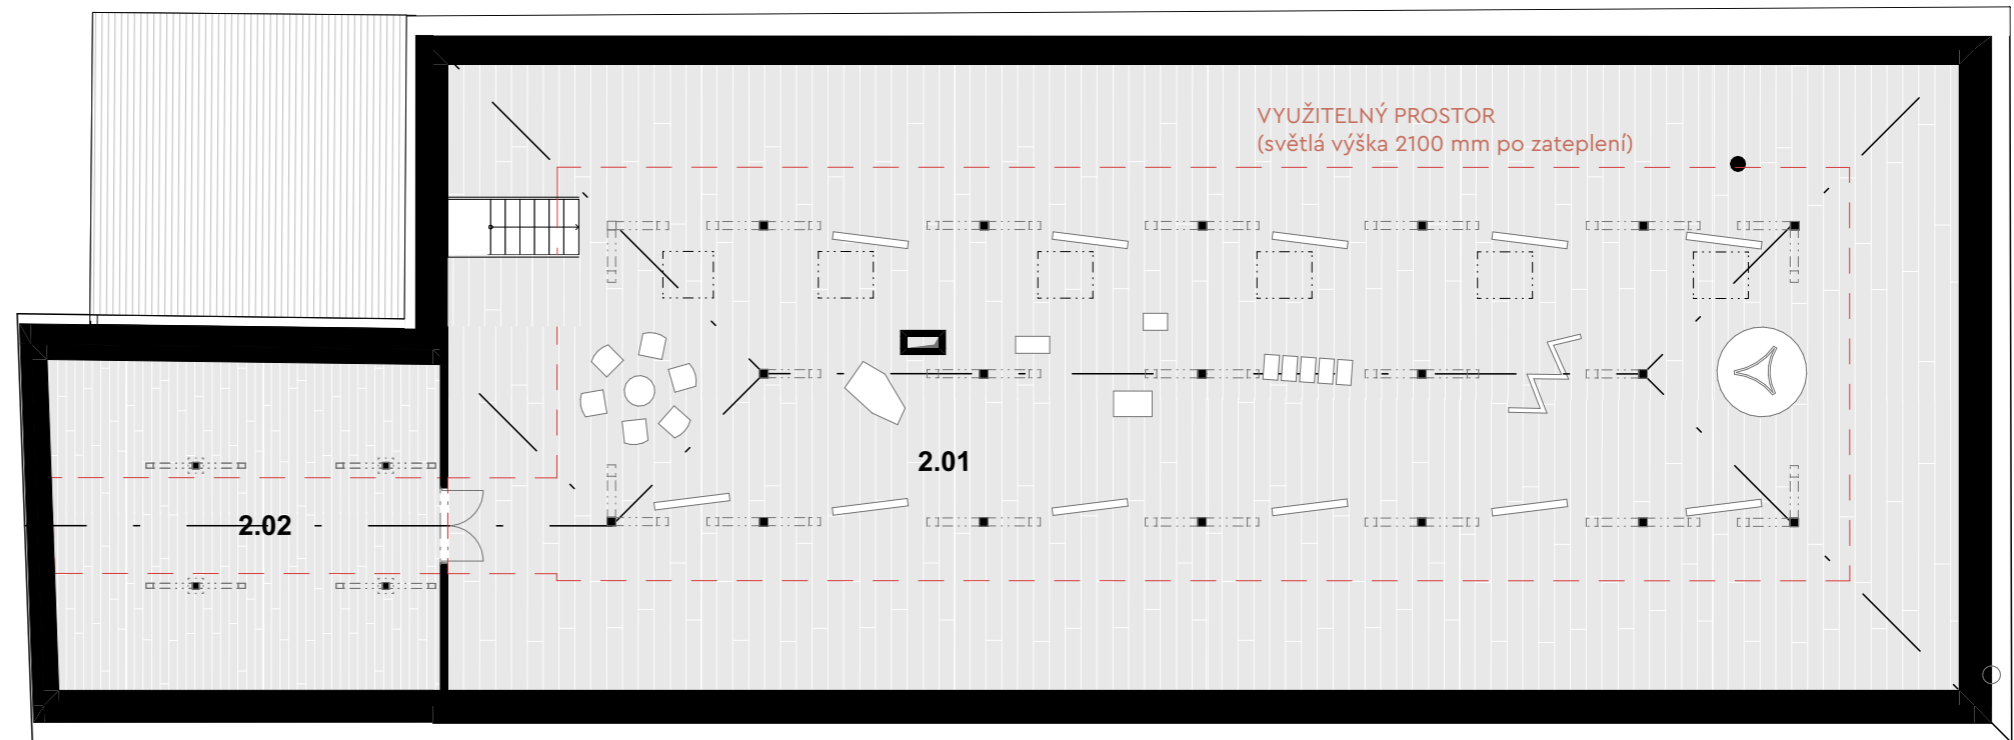 VYUŽITELNÝ PROSTOR
(světlá výška 2100 mm po zateplení)
2.01
2.02